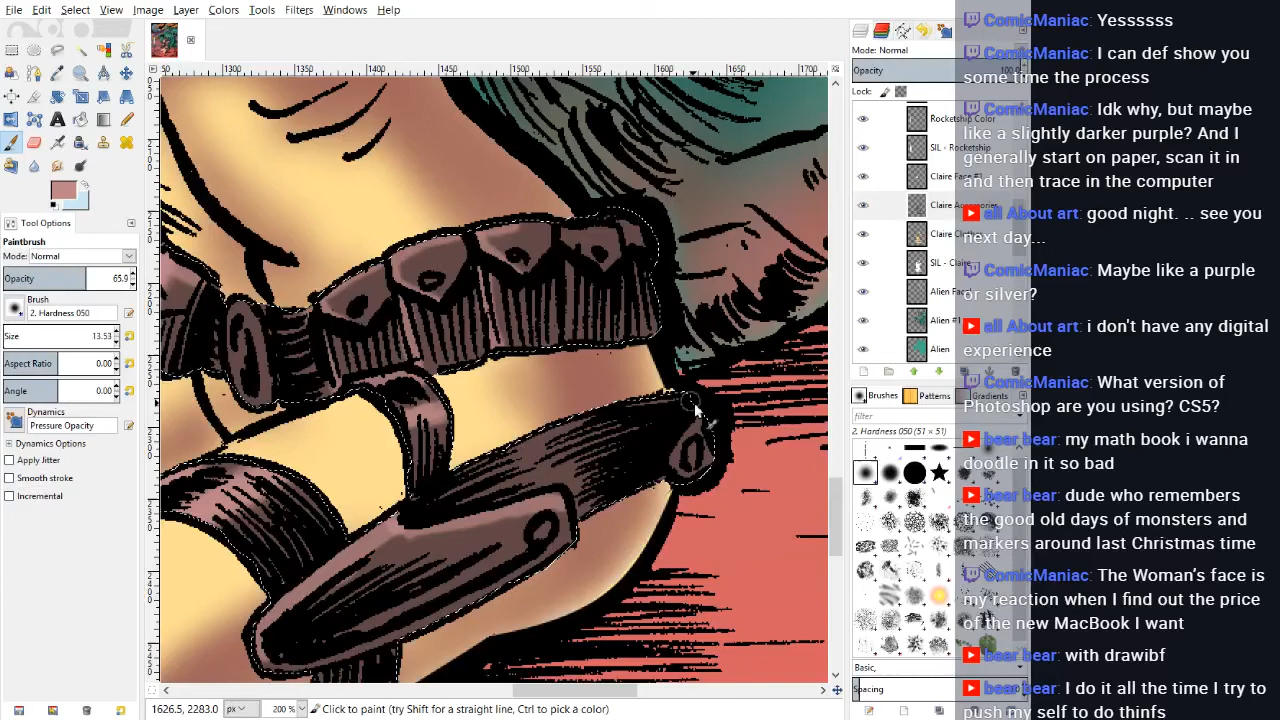 File Edit Select View Image Layer Colors Tools Filters Windows Help
Mode: Normal
Opacity 100.0
Lock:
Rocketship Color
SIL - Rocketship
Claire Face #1
Claire Accessories
SIL - Claire
Alien #1
Alien
Tool Options
Paintbrush
Mode: Normal
Opacity 65.9
Brush
2. Hardness 050
Size 13.53
Aspect Ratio 0.00
Angle 0.00
Dynamics
Pressure Opacity
Dynamics Options
Apply Jitter
Smooth stroke
Incremental
1300 1350 1400 1450 1500 1550 1600 1650 1700
Brushes Patterns Gradients
filter
2. Hardness 050 (51 × 51)
Basic,
Spacing
1626.5, 2283.0 px 200 % Click to paint (try Shift for a straight line, Ctrl to pick a color)
ComicManiac: Yessssss
ComicManiac: I can def show you
some time the process
ComicManiac: Idk why, but maybe
like a slightly darker purple? And I
generally start on paper, scan it in
and then trace in the computer
all About art: good night. . .. see you
next day...
ComicManiac: Maybe like a purple
or silver?
all About art: i don't have any digital
experience
ComicManiac: What version of
Photoshop are you using? CS5?
bear bear: my math book i wanna
doodle in it so bad
bear bear: dude who remembers
the good old days of monsters and
markers around last Christmas time
ComicManiac: The Woman's face is
my reaction when I find out the price
of the new MacBook I want
bear bear: with drawibf
bear bear: I do it all the time I try to
push my self to do thinfs